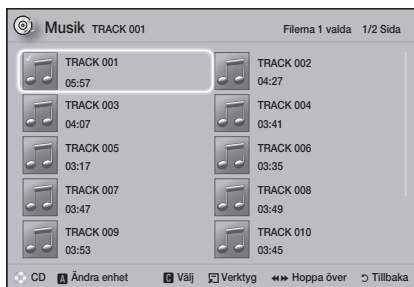 Musik TRACK 001 Filerna 1 valda 1/2 Sida
TRACK 001
05:57
TRACK 002
04:27
TRACK 003
04:07
TRACK 004
03:41
TRACK 005
03:17
TRACK 006
03:35
TRACK 007
03:47
TRACK 008
03:49
TRACK 009
03:53
TRACK 010
03:45
CD A Ändra enhet C Välj Verktyg Hoppa över Tillbaka